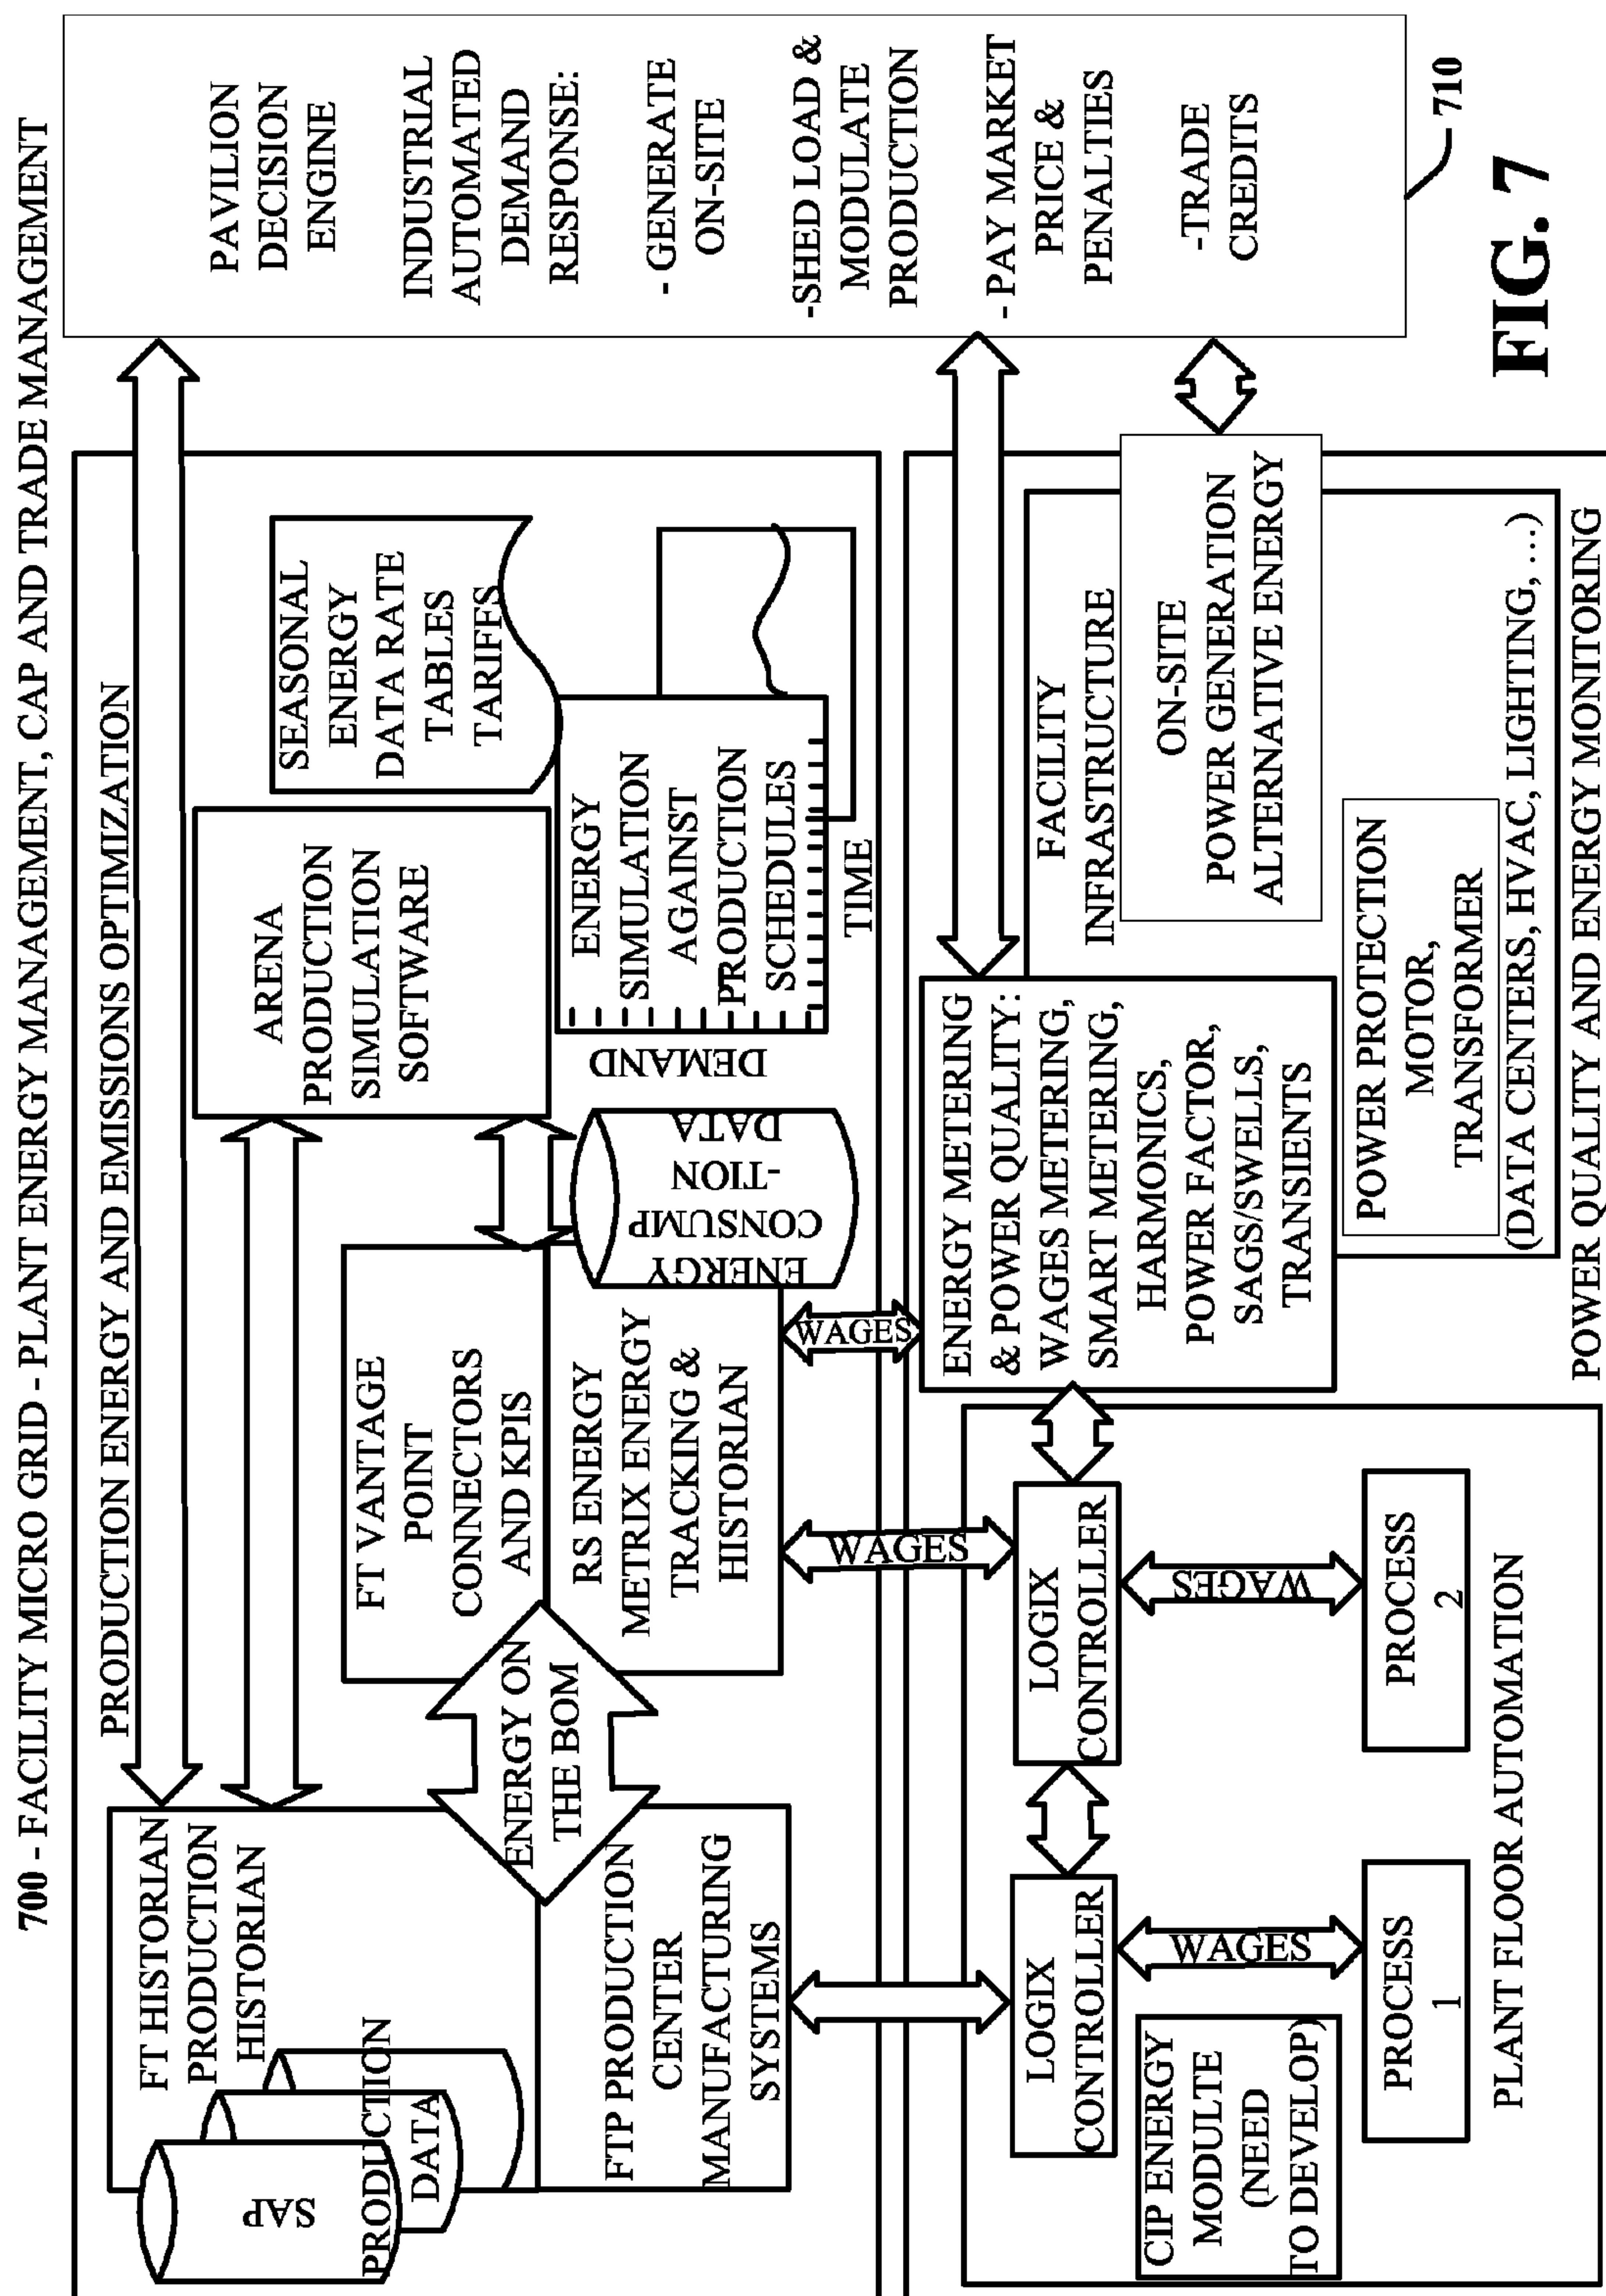 700 - FACILITY MICRO GRID - PLANT ENERGY MANAGEMENT, CAP AND TRADE MANAGEMENT
PRODUCTION ENERGY AND EMISSIONS OPTIMIZATION
FT HISTORIAN
PRODUCTION
HISTORIAN
SAP
PRODUCTION
DATA
FTP PRODUCTION
CENTER
MANUFACTURING
SYSTEMS
ENERGY ON
THE BOM
FT VANTAGE
POINT
CONNECTORS
AND KPIS
RS ENERGY
METRIX ENERGY
TRACKING &
HISTORIAN
ENERGY
CONSUMP
-TION
DATA
ARENA
PRODUCTION
SIMULATION
SOFTWARE
SEASONAL
ENERGY
DATA RATE
TABLES
TARIFFS
DEMAND
ENERGY
SIMULATION
AGAINST
PRODUCTION
SCHEDULES
TIME
PAVILION
DECISION
ENGINE
INDUSTRIAL
AUTOMATED
DEMAND
RESPONSE:
- GENERATE
ON-SITE
-SHED LOAD &
MODULATE
PRODUCTION
- PAY MARKET
PRICE &
PENALTIES
-TRADE
CREDITS
710
WAGES
WAGES
LOGIX
CONTROLLER
LOGIX
CONTROLLER
CIP ENERGY
MODULTE
(NEED
TO DEVELOP)
WAGES
WAGES
PROCESS
1
PROCESS
2
PLANT FLOOR AUTOMATION
ENERGY METERING
& POWER QUALITY:
WAGES METERING,
SMART METERING,
HARMONICS,
POWER FACTOR,
SAGS/SWELLS,
TRANSIENTS
FACILITY
INFRASTRUCTURE
ON-SITE
POWER GENERATION
ALTERNATIVE ENERGY
POWER PROTECTION
MOTOR,
TRANSFORMER
(DATA CENTERS, HVAC, LIGHTING, ...)
POWER QUALITY AND ENERGY MONITORING
FIG. 7